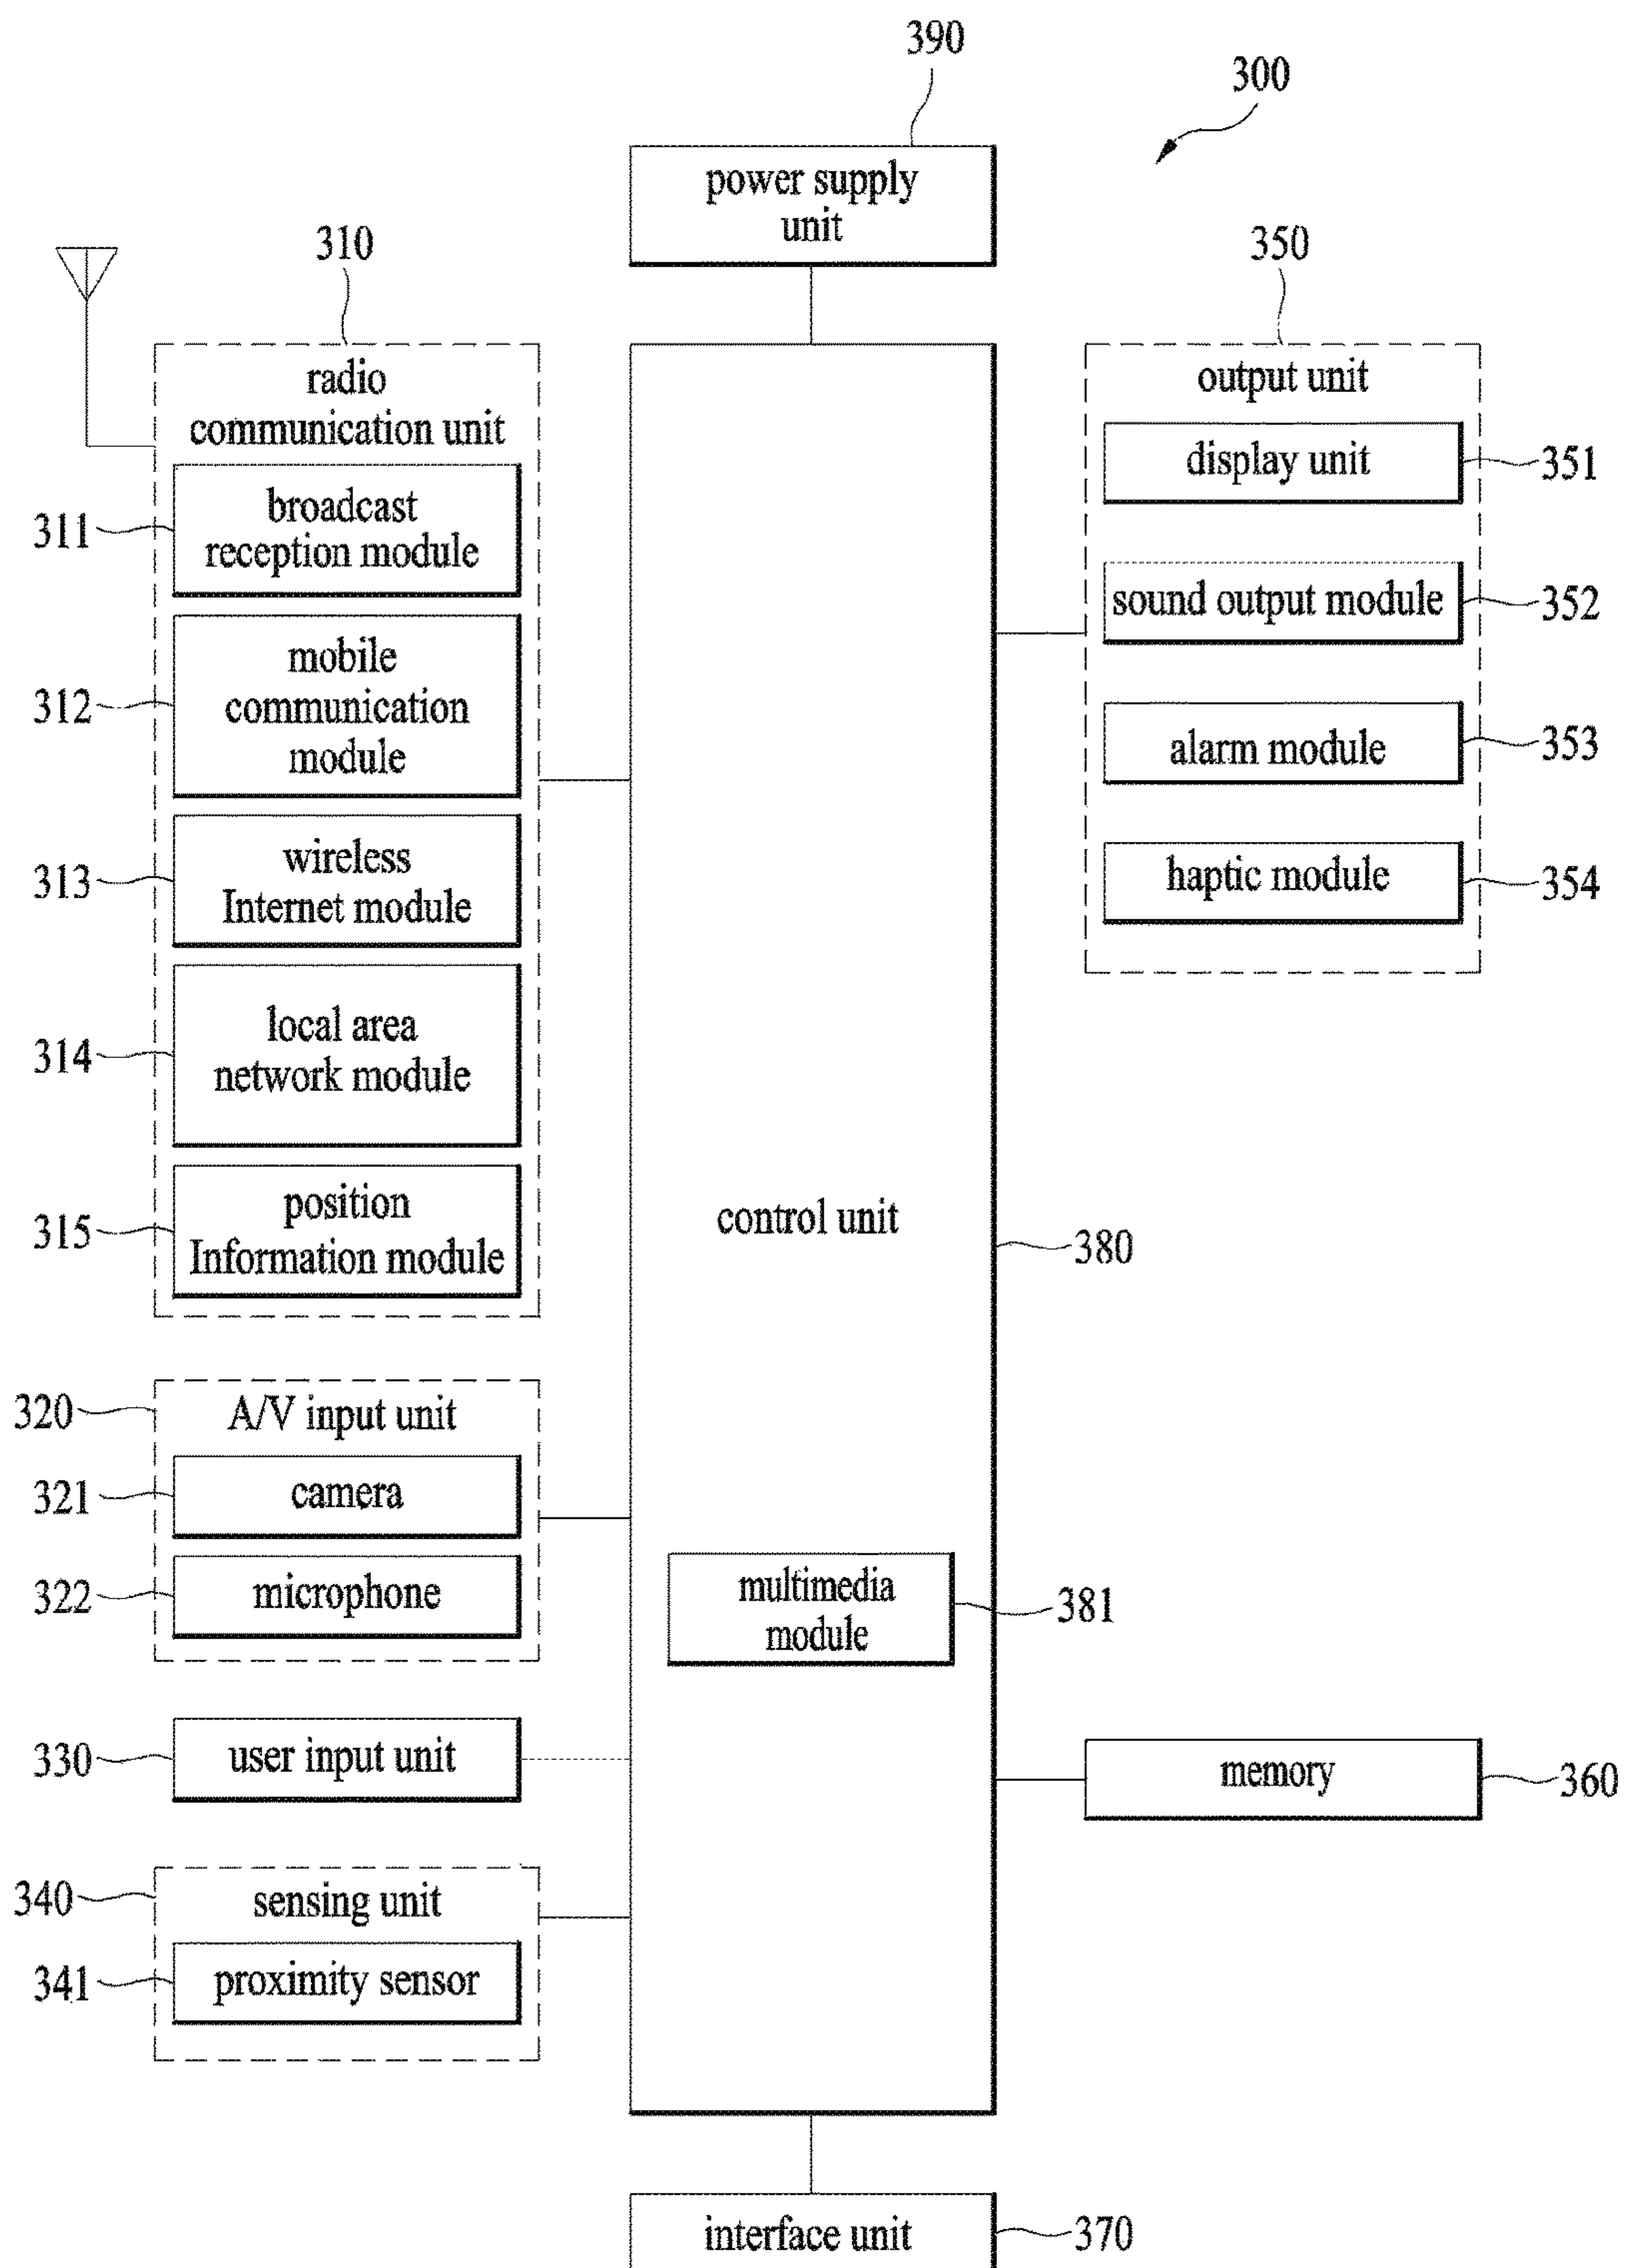 390
300
power supply
unit
310
350
radio
communication unit
311
broadcast
reception module
312
mobile
communication
module
313
wireless
Internet module
314
local area
network module
315
position
Information module
output unit
display unit
351
sound output module
352
alarm module
353
haptic module
354
control unit
380
320
A/V input unit
321
camera
322
microphone
multimedia
module
381
330
user input unit
memory
360
340
sensing unit
341
proximity sensor
interface unit
370